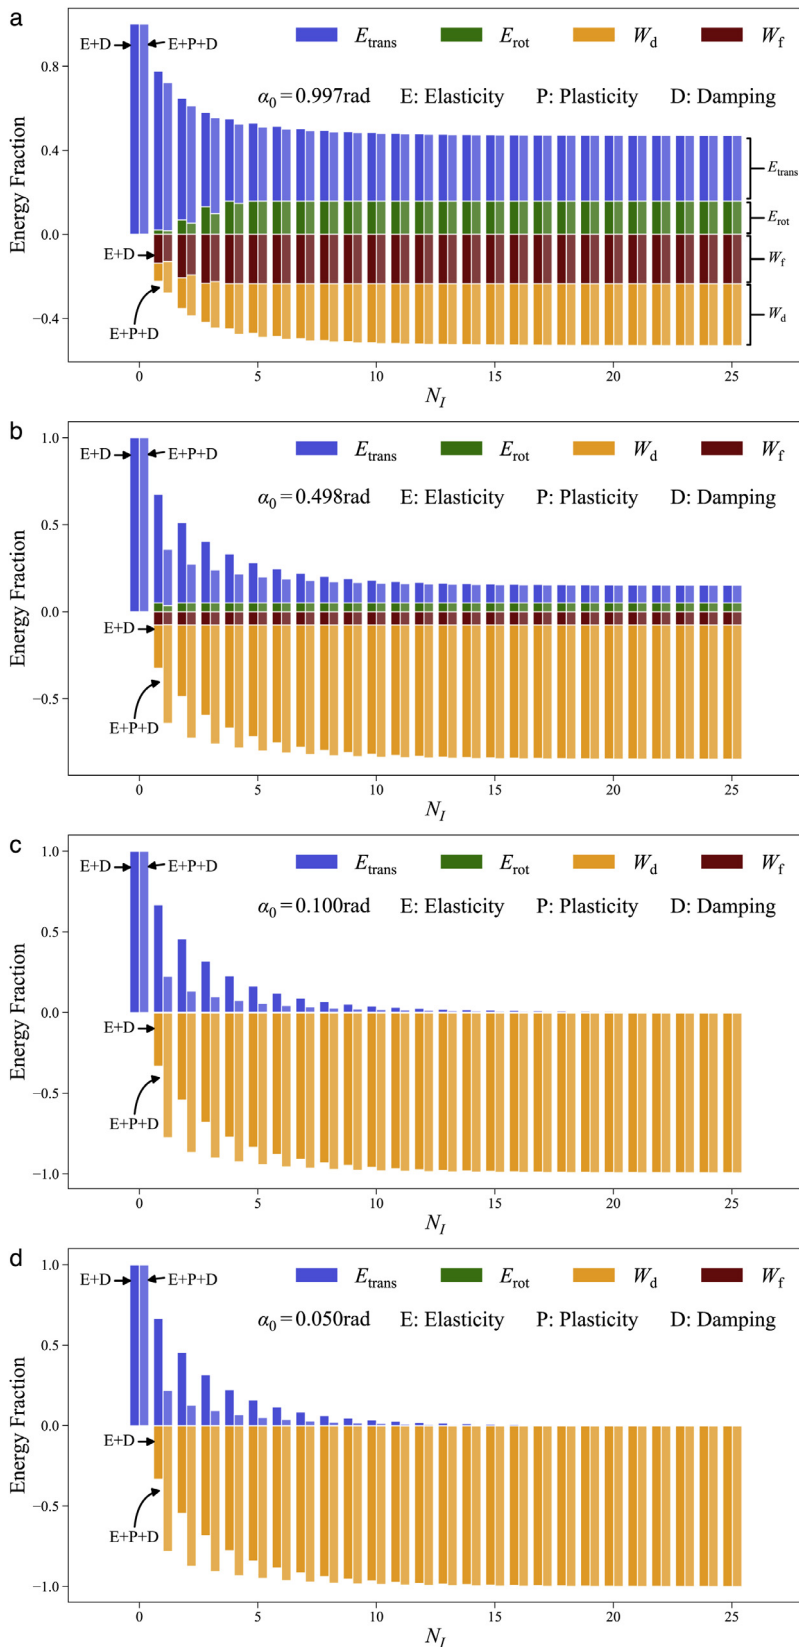 a
E+D E+P+D
E_trans E_rot W_d W_f
α₀ = 0.997rad E: Elasticity P: Plasticity D: Damping
0.8
0.4
0.0
−0.4
Energy Fraction
E+D
E+P+D
E_trans
E_rot
W_f
W_d
0 5 10 15 20 25
N_I
b
E+D E+P+D
E_trans E_rot W_d W_f
α₀ = 0.498rad E: Elasticity P: Plasticity D: Damping
1.0
0.5
0.0
−0.5
Energy Fraction
E+D
E+P+D
0 5 10 15 20 25
N_I
c
E+D E+P+D
E_trans E_rot W_d W_f
α₀ = 0.100rad E: Elasticity P: Plasticity D: Damping
1.0
0.5
0.0
−0.5
−1.0
Energy Fraction
E+D
E+P+D
0 5 10 15 20 25
N_I
d
E+D E+P+D
E_trans E_rot W_d W_f
α₀ = 0.050rad E: Elasticity P: Plasticity D: Damping
1.0
0.5
0.0
−0.5
−1.0
Energy Fraction
E+D
E+P+D
0 5 10 15 20 25
N_I